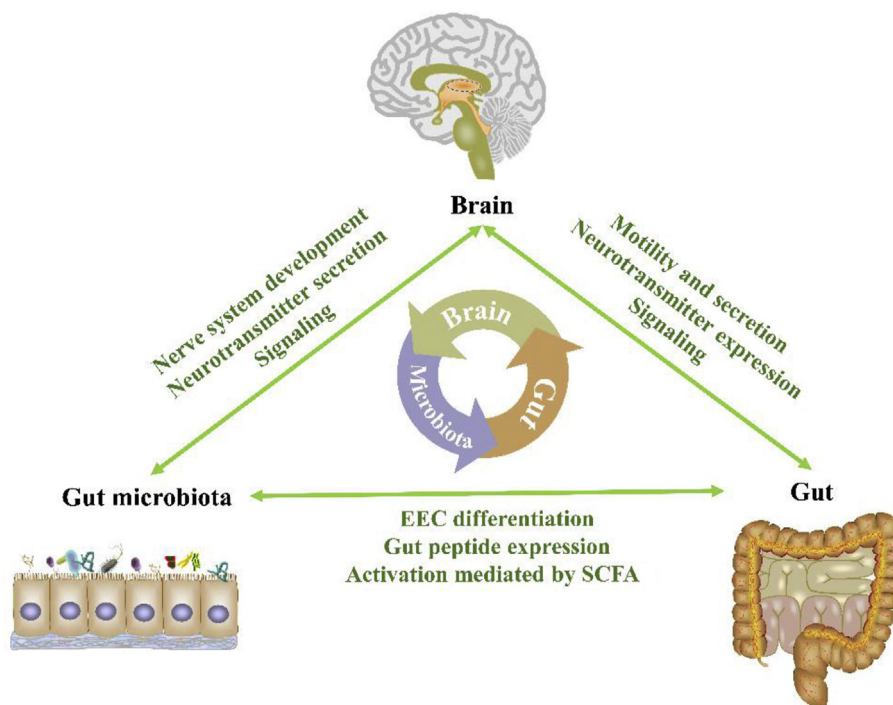 Brain
Nerve system development
Neurotransmitter secretion
Signaling
Motility and secretion
Neurotransmitter expression
Signaling
Brain
Microbiota
Gut
Gut microbiota
Gut
EEC differentiation
Gut peptide expression
Activation mediated by SCFA